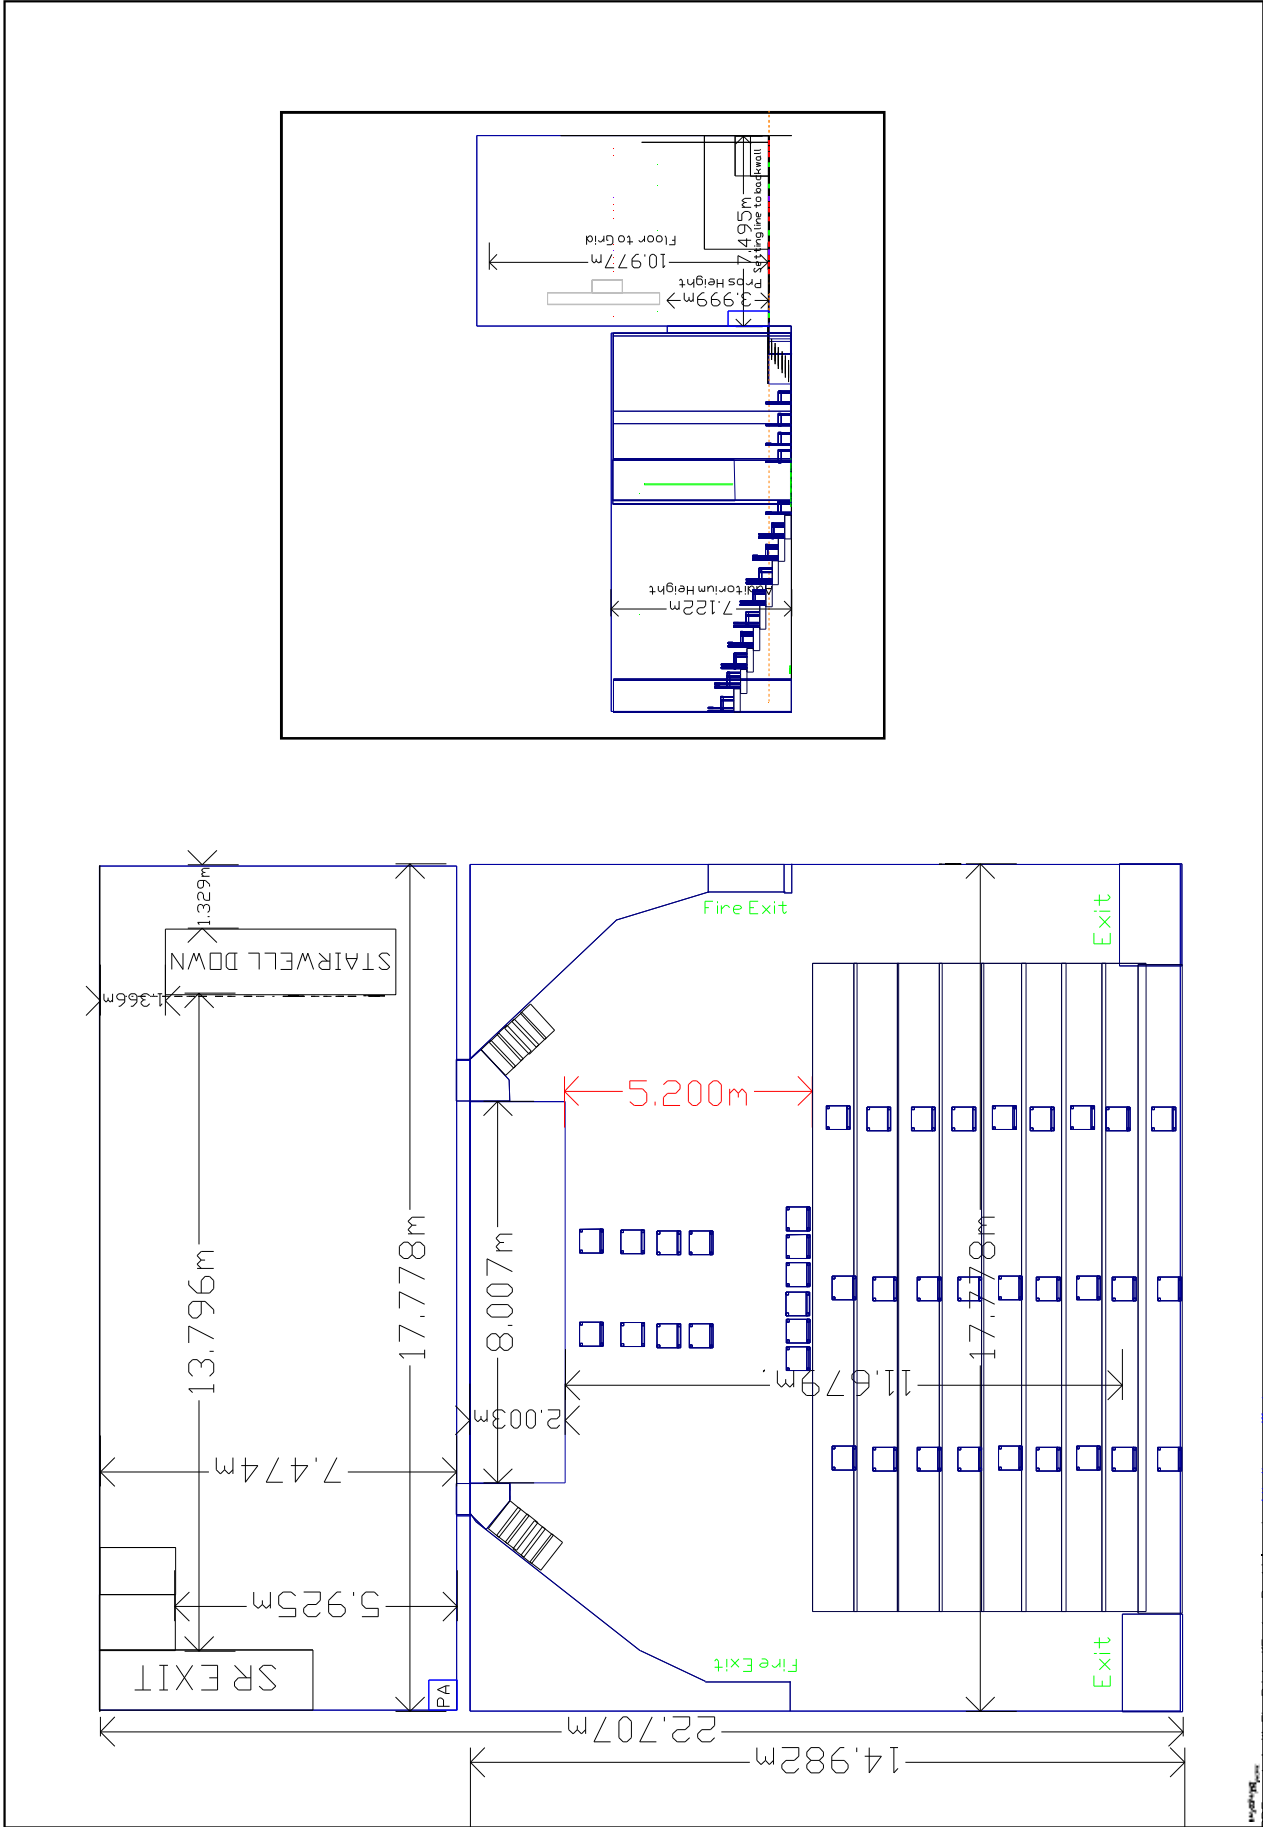 Floor to Grid
10.977m
7.495m
Setting line to backwall
Props Height
3.999m
Auditorium Height
7.122m
1.329m
STAIRWELL DOWN
1.366m
Fire Exit
Exit
5.200m
13.796m
17.778m
8.007m
17.778m
11.679m
2.003m
7.474m
5.925m
SR EXIT
PA
Fire Exit
Exit
22.707m
14.982m